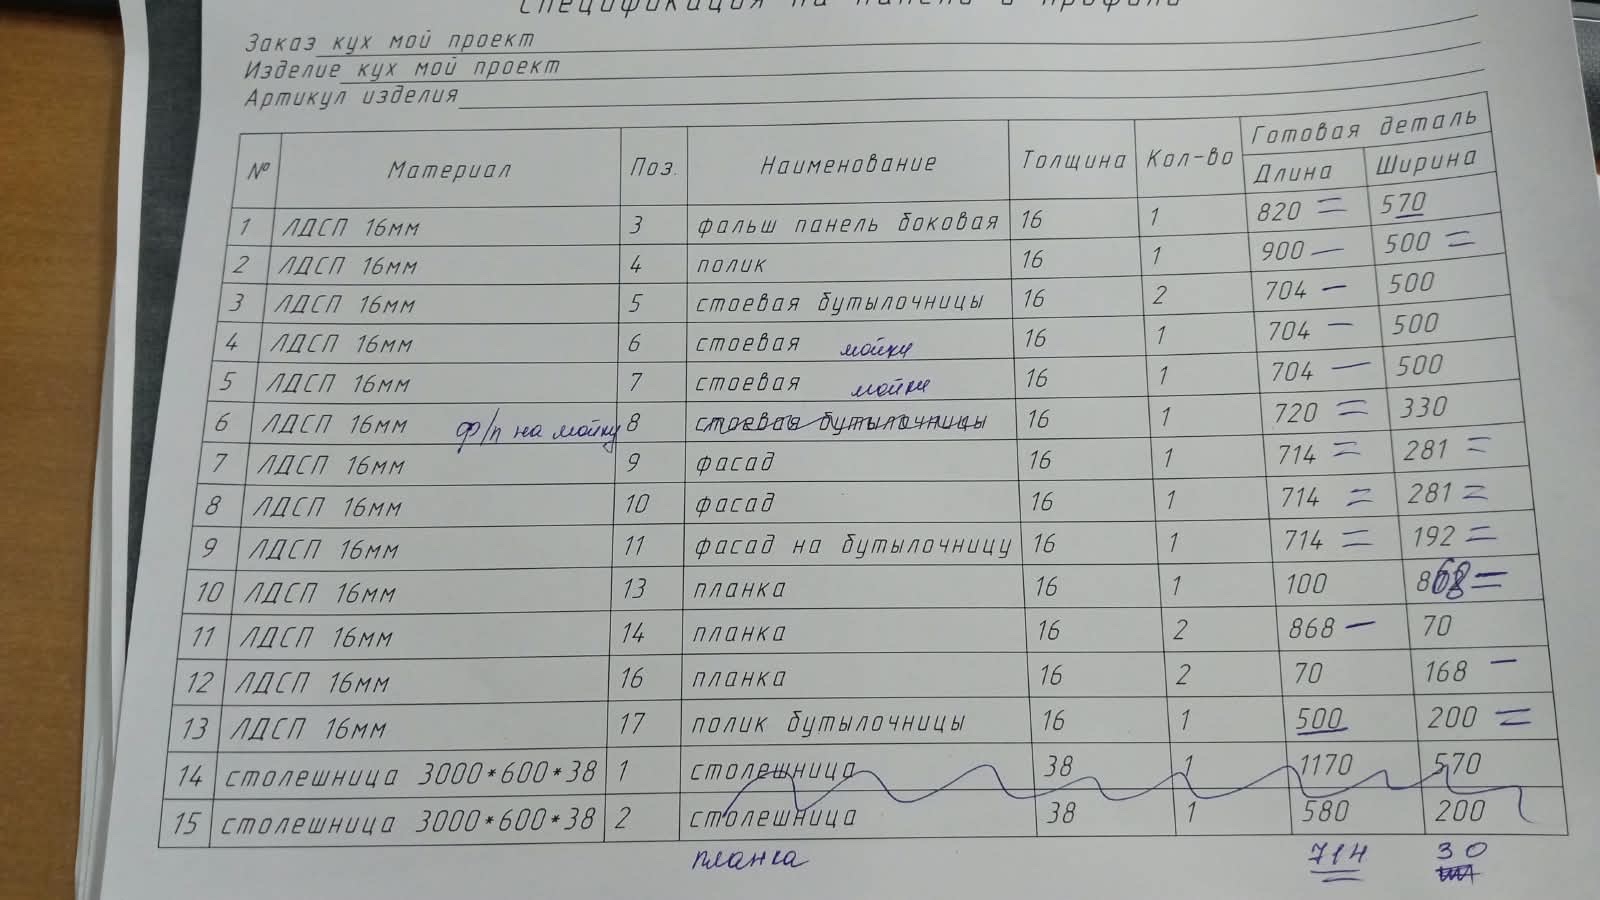 Спецификация на панели и профили
Заказ кух мой проект
Изделие кух мой проект
Артикул изделия
№ Материал Поз. Наименование Толщина Кол-во Готовая деталь
Длина Ширина
1 ЛДСП 16мм 3 фальш панель боковая 16 1 820 = 570
2 ЛДСП 16мм 4 полик 16 1 900 – 500 =
3 ЛДСП 16мм 5 стоевая бутылочницы 16 2 704 – 500
4 ЛДСП 16мм 6 стоевая мойки 16 1 704 – 500
5 ЛДСП 16мм 7 стоевая мойки 16 1 704 – 500
6 ЛДСП 16мм ф/п на мойку 8 стоевая бутылочницы 16 1 720 = 330
7 ЛДСП 16мм 9 фасад 16 1 714 = 281 =
8 ЛДСП 16мм 10 фасад 16 1 714 = 281 =
9 ЛДСП 16мм 11 фасад на бутылочницу 16 1 714 = 192 =
10 ЛДСП 16мм 13 планка 16 1 100 868 =
11 ЛДСП 16мм 14 планка 16 2 868 – 70
12 ЛДСП 16мм 16 планка 16 2 70 168 –
13 ЛДСП 16мм 17 полик бутылочницы 16 1 500 200 =
14 столешница 3000*600*38 1 столешница 38 1 1170 570
15 столешница 3000*600*38 2 столешница 38 1 580 200
планка 714 30